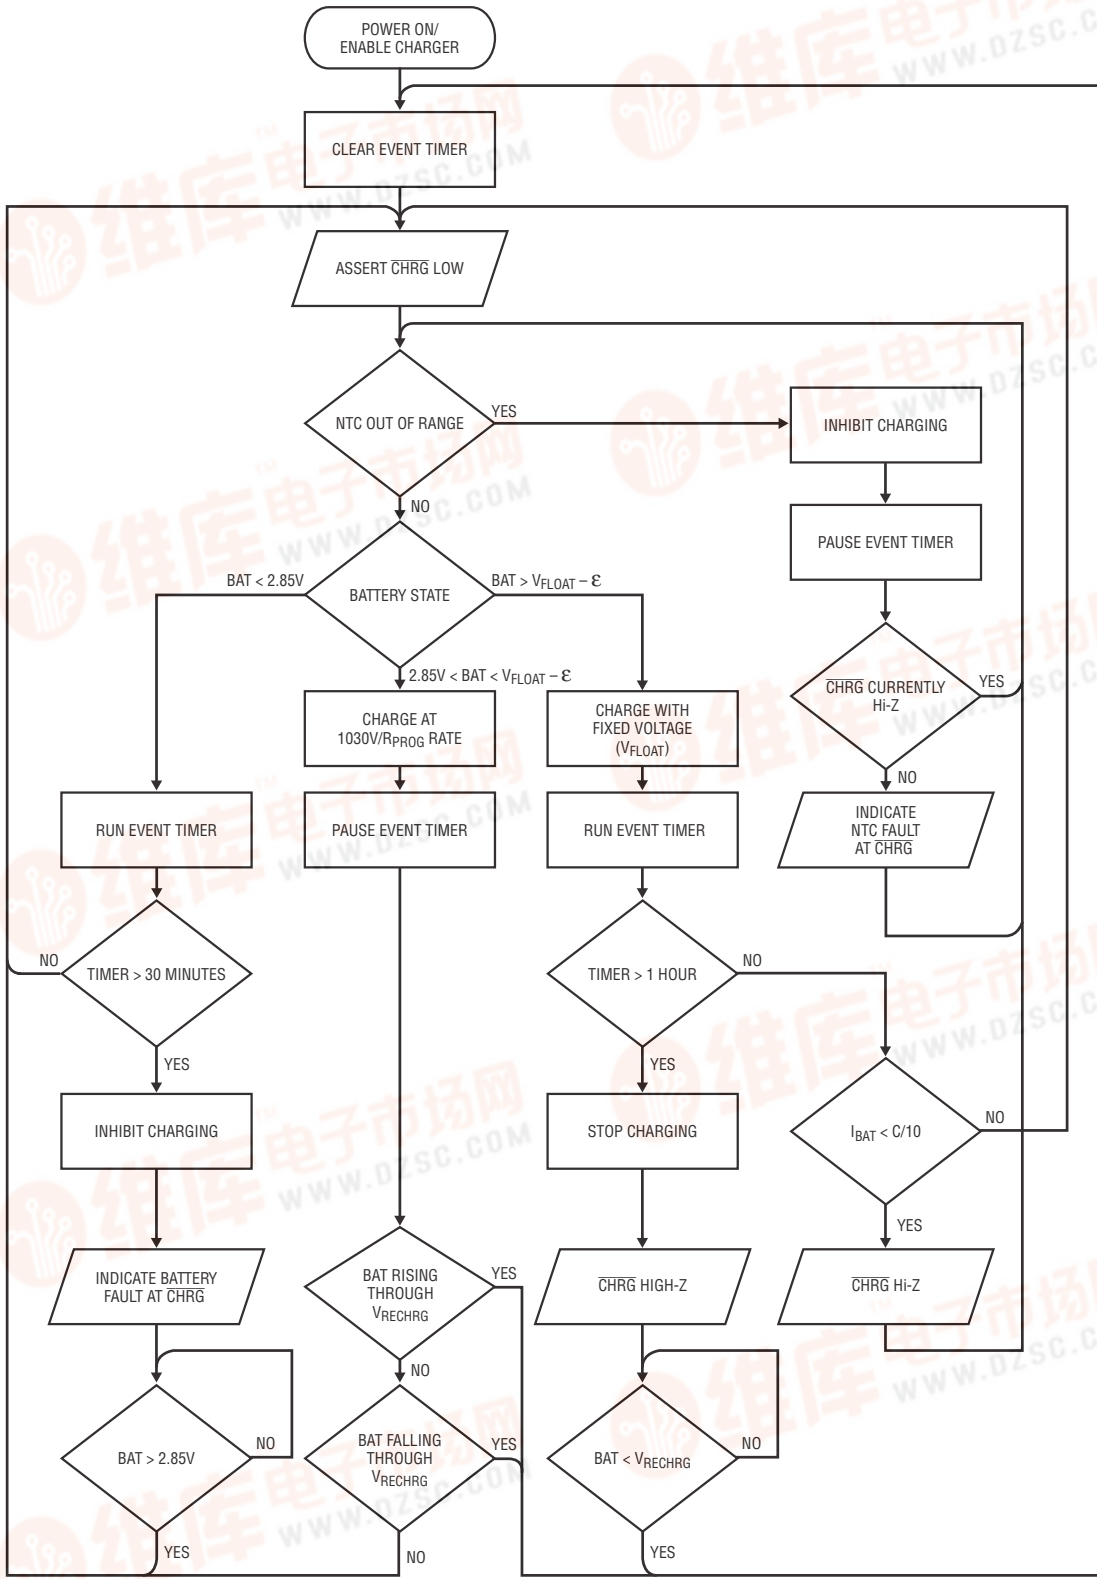 POWER ON/
ENABLE CHARGER
CLEAR EVENT TIMER
ASSERT CHRG LOW
NTC OUT OF RANGE
YES
NO
INHIBIT CHARGING
PAUSE EVENT TIMER
BATTERY STATE
BAT < 2.85V
BAT > VFLOAT – ε
2.85V < BAT < VFLOAT – ε
CHRG CURRENTLY
Hi-Z
YES
NO
CHARGE AT
1030V/RPROG RATE
CHARGE WITH
FIXED VOLTAGE
(VFLOAT)
RUN EVENT TIMER
PAUSE EVENT TIMER
RUN EVENT TIMER
INDICATE
NTC FAULT
AT CHRG
TIMER > 30 MINUTES
NO
YES
TIMER > 1 HOUR
NO
YES
INHIBIT CHARGING
STOP CHARGING
IBAT < C/10
NO
YES
INDICATE BATTERY
FAULT AT CHRG
BAT RISING
THROUGH
VRECHRG
YES
NO
CHRG HIGH-Z
CHRG Hi-Z
BAT > 2.85V
NO
YES
BAT FALLING
THROUGH
VRECHRG
YES
NO
BAT < VRECHRG
NO
YES
维库电子市场网
WWW.DZSC.COM
TM